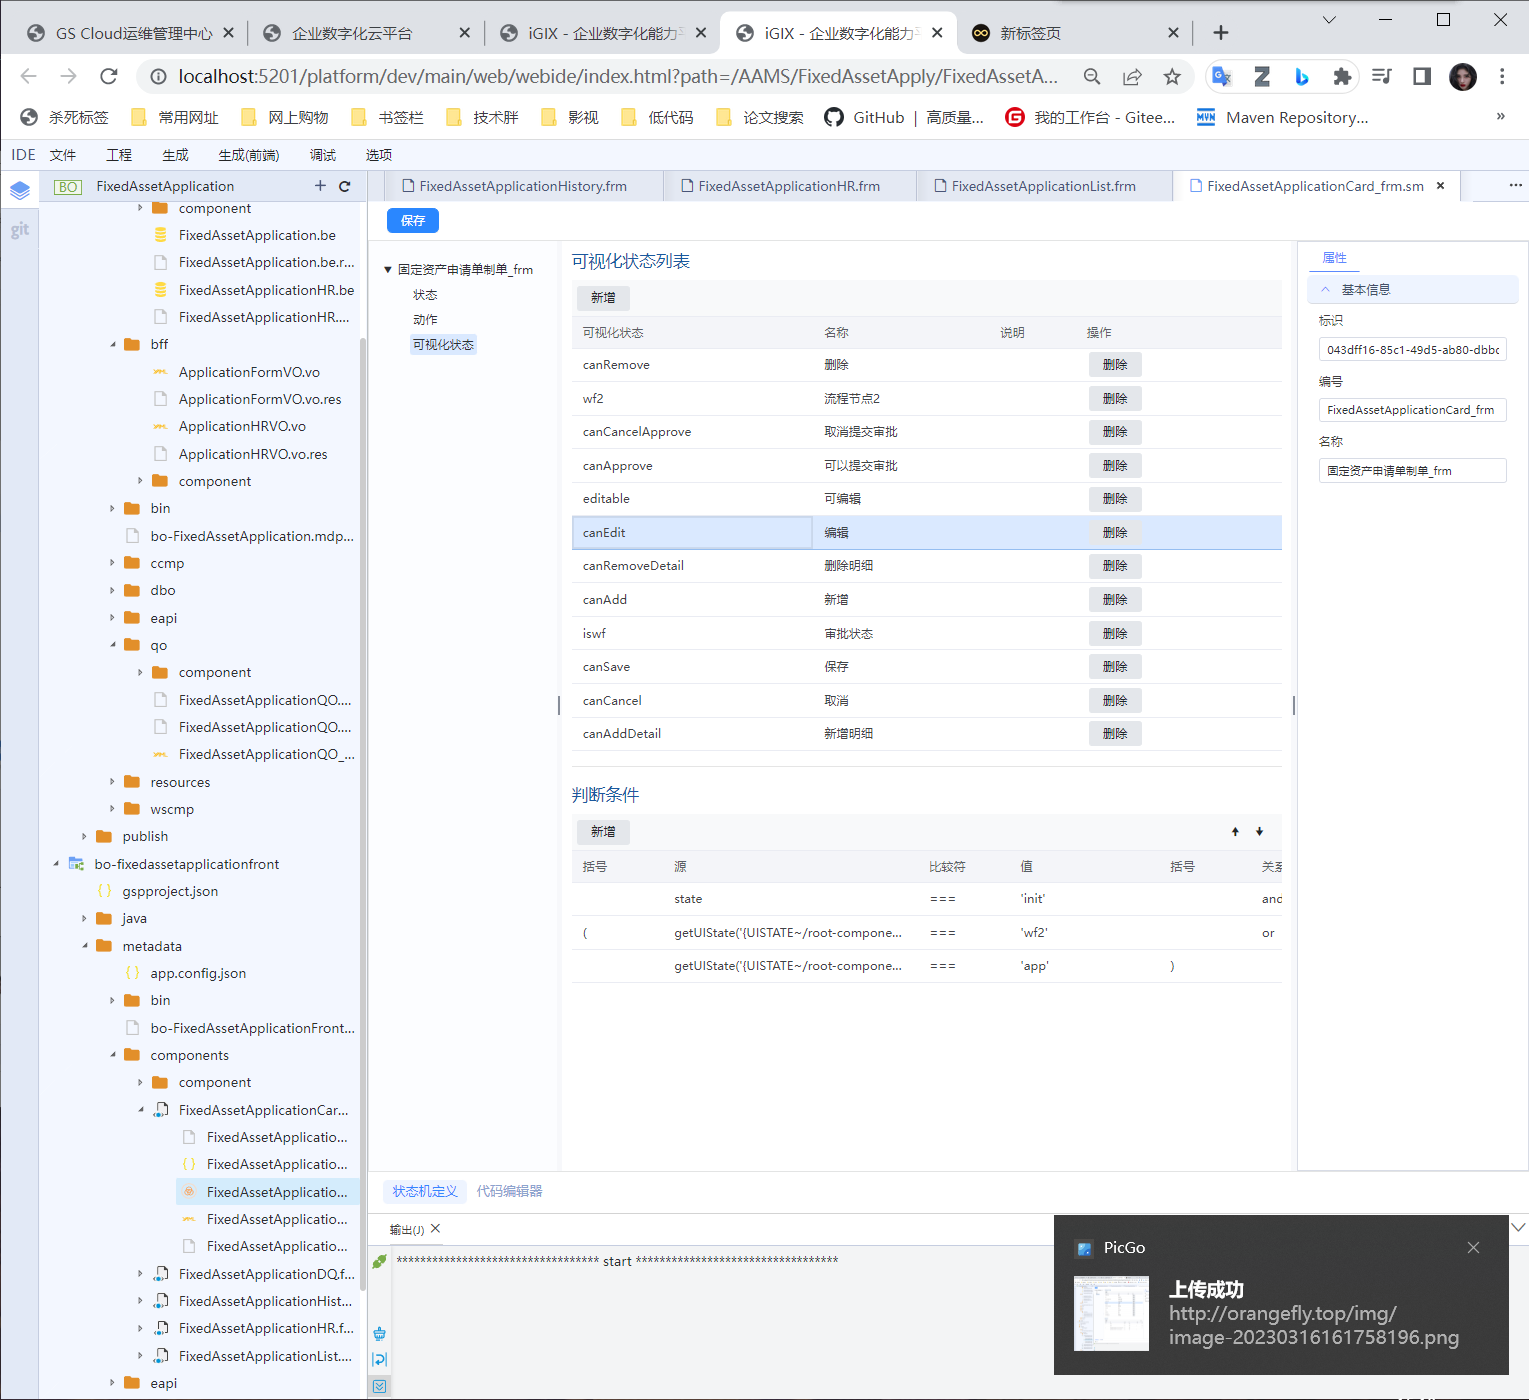 GS Cloud运维管理中心
企业数字化云平台
iGIX - 企业数字化能力
iGIX - 企业数字化能力
新标签页
localhost:5201/platform/dev/main/web/webide/index.html?path=/AAMS/FixedAssetApply/FixedAssetA...
杀死标签
常用网址
网上购物
书签栏
技术胖
影视
低代码
论文搜索
GitHub | 高质量...
我的工作台 - Gitee...
Maven Repository...
»
IDE
文件
工程
生成
生成(前端)
调试
选项
BO
FixedAssetApplication
git
component
FixedAssetApplication.be
FixedAssetApplication.be.r...
FixedAssetApplicationHR.be
FixedAssetApplicationHR....
bff
ApplicationFormVO.vo
ApplicationFormVO.vo.res
ApplicationHRVO.vo
ApplicationHRVO.vo.res
component
bin
bo-FixedAssetApplication.mdp...
ccmp
dbo
eapi
qo
component
FixedAssetApplicationQO....
FixedAssetApplicationQO....
FixedAssetApplicationQO_...
resources
wscmp
publish
bo-fixedassetapplicationfront
gspproject.json
java
metadata
app.config.json
bin
bo-FixedAssetApplicationFront...
components
component
FixedAssetApplicationCar...
FixedAssetApplicatio...
FixedAssetApplicatio...
FixedAssetApplicatio...
FixedAssetApplicatio...
FixedAssetApplicatio...
FixedAssetApplicationDQ.f...
FixedAssetApplicationHist...
FixedAssetApplicationHR.f...
FixedAssetApplicationList....
eapi
FixedAssetApplicationHistory.frm
FixedAssetApplicationHR.frm
FixedAssetApplicationList.frm
FixedAssetApplicationCard_frm.sm
保存
固定资产申请单制单_frm
状态
动作
可视化状态
可视化状态列表
新增
可视化状态 名称 说明 操作
canRemove 删除 删除
wf2 流程节点2 删除
canCancelApprove 取消提交审批 删除
canApprove 可以提交审批 删除
editable 可编辑 删除
canEdit 编辑 删除
canRemoveDetail 删除明细 删除
canAdd 新增 删除
iswf 审批状态 删除
canSave 保存 删除
canCancel 取消 删除
canAddDetail 新增明细 删除
判断条件
新增
括号 源 比较符 值 括号 关系
state === 'init' and
( getUIState('{UISTATE~/root-compone... === 'wf2' or
getUIState('{UISTATE~/root-compone... === 'app' )
属性
基本信息
标识
043dff16-85c1-49d5-ab80-dbbc
编号
FixedAssetApplicationCard_frm
名称
固定资产申请单制单_frm
状态机定义
代码编辑器
输出(J)
********************************** start **********************************
PicGo
上传成功
http://orangefly.top/img/
image-20230316161758196.png